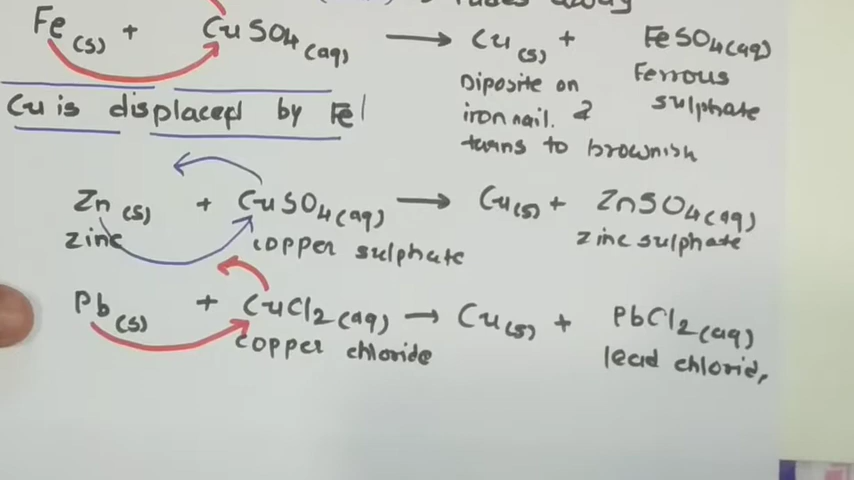 Fe(s) + CuSO4(aq) → Cu(s) + FeSO4(aq)
Diposite on Ferrous
iron nail. & sulphate
turns to brownish
Cu is displaced by Fe
Zn(s) + CuSO4(aq) → Cu(s) + ZnSO4(aq)
zinc copper sulphate zinc sulphate
Pb(s) + CuCl2(aq) → Cu(s) + PbCl2(aq)
copper chloride lead chlorid,